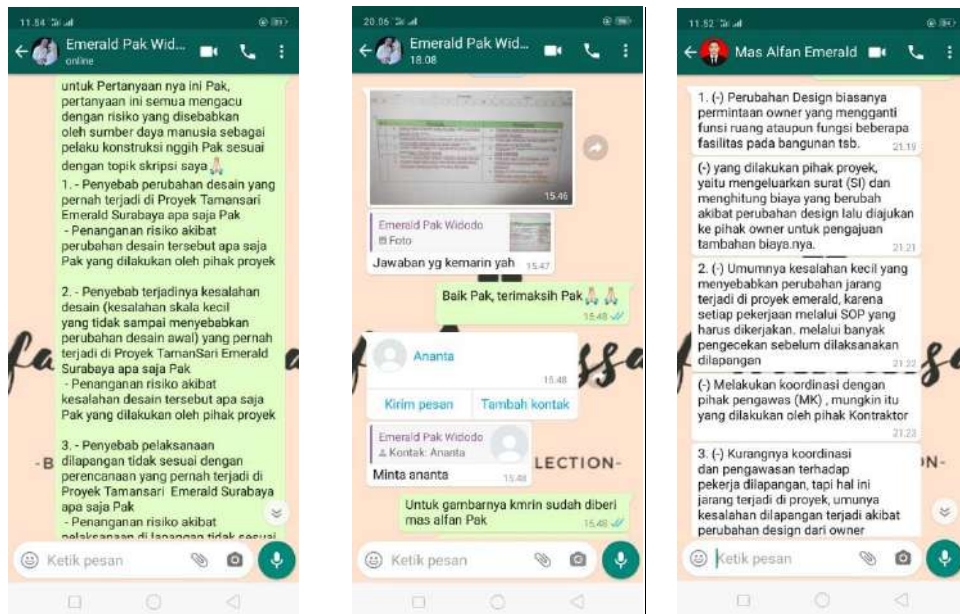 11.54
Emerald Pak Wid...
online
untuk Pertanyaan nya ini Pak,
pertanyaan ini semua mengacu
dengan risiko yang disebabkan
oleh sumber daya manusia sebagai
pelaku konstruksi nggih Pak sesuai
dengan topik skripsi saya🙏
1. - Penyebab perubahan desain yang
pernah terjadi di Proyek Tamansari
Emerald Surabaya apa saja Pak
- Penanganan risiko akibat
perubahan desain tersebut apa saja
Pak yang dilakukan oleh pihak proyek
2. - Penyebab terjadinya kesalahan
desain (kesalahan skala kecil
yang tidak sampai menyebabkan
perubahan desain awal) yang pernah
terjadi di Proyek TamanSari Emerald
Surabaya apa saja Pak
- Penanganan risiko akibat
kesalahan desain tersebut apa saja
Pak yang dilakukan oleh pihak proyek
3. - Penyebab pelaksanaan
dilapangan tidak sesuai dengan
perencanaan yang pernah terjadi di
Proyek Tamansari Emerald Surabaya
apa saja Pak
- Penanganan risiko akibat
pelaksanaan di lapangan tidak sesuai
Ketik pesan
20.06
Emerald Pak Wid...
18.08
15.46
Emerald Pak Widodo
Foto
Jawaban yg kemarin yah 15.47
Baik Pak, terimaksih Pak🙏🙏
15.48
Ananta
15.48
Kirim pesan Tambah kontak
Emerald Pak Widodo
Kontak: Ananta
Minta ananta 15.48
LECTION-
Untuk gambarnya kmrin sudah diberi
mas alfan Pak 15.48
Ketik pesan
11.52
Mas Alfan Emerald
1. (-) Perubahan Design biasanya
permintaan owner yang mengganti
funsi ruang ataupun fungsi beberapa
fasilitas pada bangunan tsb. 21.19
(-) yang dilakukan pihak proyek,
yaitu mengeluarkan surat (SI) dan
menghitung biaya yang berubah
akibat perubahan design lalu diajukan
ke pihak owner untuk pengajuan
tambahan biaya.nya. 21.21
2. (-) Umumnya kesalahan kecil yang
menyebabkan perubahan jarang
terjadi di proyek emerald, karena
setiap pekerjaan melalui SOP yang
harus dikerjakan. melalui banyak
pengecekan sebelum dilaksanakan
dilapangan 21.22
(-) Melakukan koordinasi dengan
pihak pengawas (MK) , mungkin itu
yang dilakukan oleh pihak Kontraktor
21.23
3. (-) Kurangnya koordinasi
dan pengawasan terhadap
pekerja dilapangan, tapi hal ini
jarang terjadi di proyek, umunya
kesalahan dilapangan terjadi akibat
perubahan design dari owner
Ketik pesan